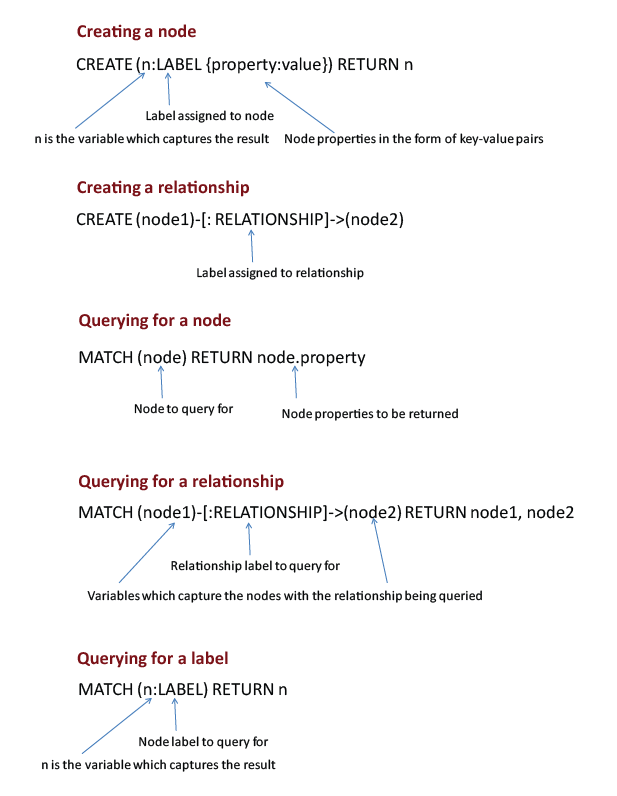 Creating a node
CREATE (n:LABEL {property:value}) RETURN n
Label assigned to node
n is the variable which captures the result Node properties in the form of key-value pairs
Creating a relationship
CREATE (node1)-[: RELATIONSHIP]->(node2)
Label assigned to relationship
Querying for a node
MATCH (node) RETURN node.property
Node to query for
Node properties to be returned
Querying for a relationship
MATCH (node1)-[:RELATIONSHIP]->(node2) RETURN node1, node2
Relationship label to query for
Variables which capture the nodes with the relationship being queried
Querying for a label
MATCH (n:LABEL) RETURN n
Node label to query for
n is the variable which captures the result